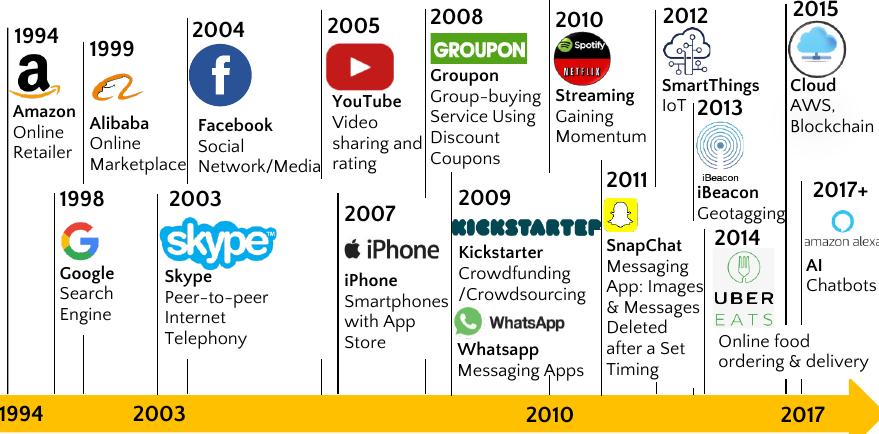 1994
a
Amazon
Online
Retailer
1999
Alibaba
Online
Marketplace
2004
f
Facebook
Social
Network/Media
2005
YouTube
Video
sharing and
rating
2008
GROUPON
Groupon
Group-buying
Service Using
Discount
Coupons
2010
Spotify
NETFLIX
Streaming
Gaining
Momentum
2012
SmartThings
IoT
2013
iBeacon
iBeacon
Geotagging
2015
Cloud
AWS,
Blockchain
1998
G
Google
Search
Engine
2003
skype™
Skype
Peer-to-peer
Internet
Telephony
2007
iPhone
iPhone
Smartphones
with App
Store
2009
KICKSTARTER
Kickstarter
Crowdfunding
/Crowdsourcing
WhatsApp
Whatsapp
Messaging Apps
2011
SnapChat
Messaging
App: Images
& Messages
Deleted
after a Set
Timing
2014
UBER
EATS
Online food
ordering & delivery
2017+
amazon alexa
AI
Chatbots
1994
2003
2010
2017